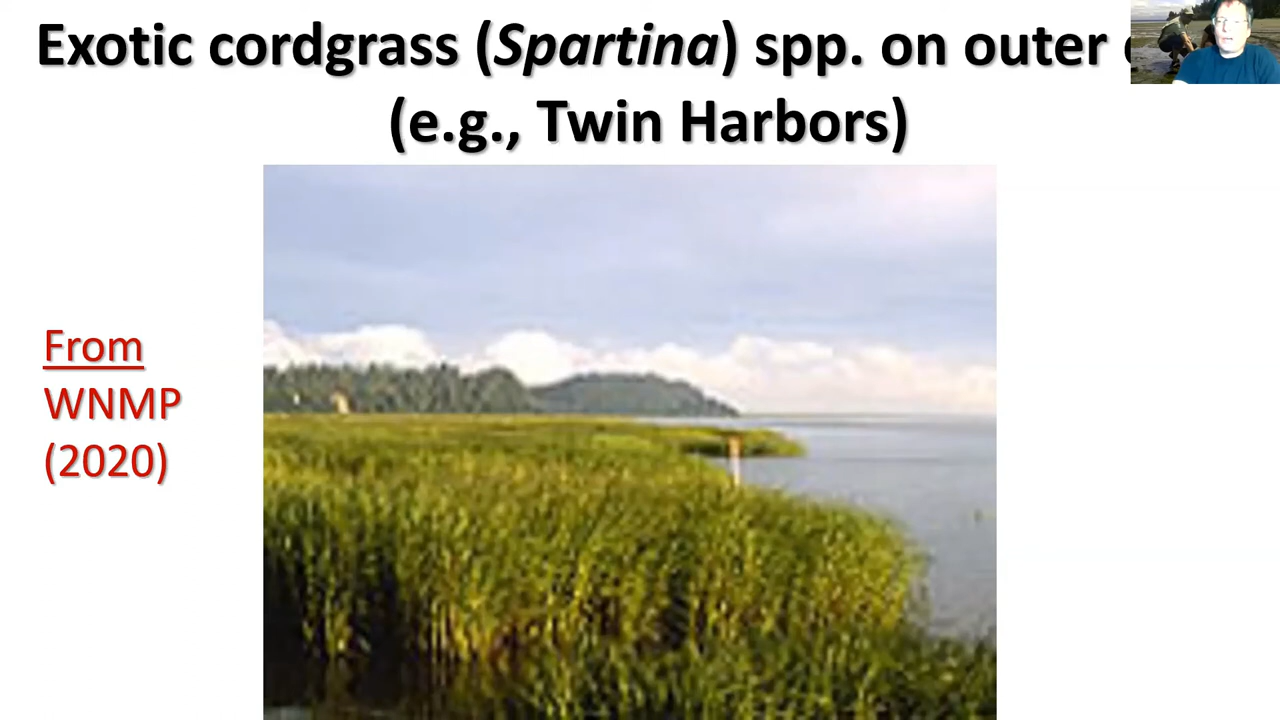 Exotic cordgrass (Spartina) spp. on outer
(e.g., Twin Harbors)
From
WNMP
(2020)